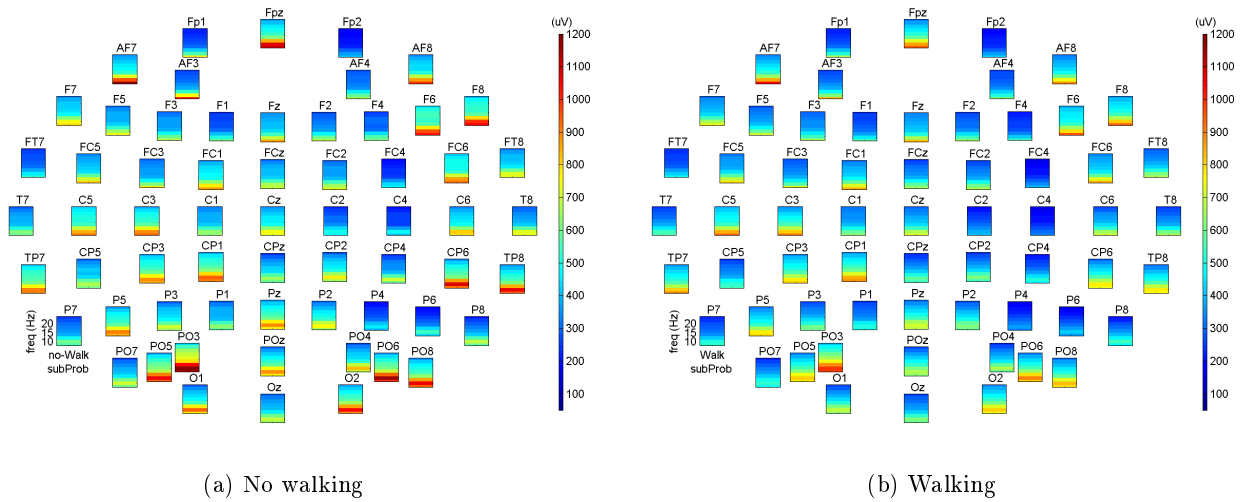 Fp1 Fpz Fp2 (uV)
1200
AF7 AF8
AF3 AF4
1100
F7 F8
F5 F3 F1 Fz F2 F4 F6
1000
900
FT7 FC5 FC3 FC1 FCz FC2 FC4 FC6 FT8
800
T7 C5 C3 C1 Cz C2 C4 C6 T8
700
600
TP7 CP5 CP3 CP1 CPz CP2 CP4 CP6 TP8
500
400
P7 P5 P3 P1 Pz P2 P4 P6 P8
freq (Hz)
20
15
10
300
no-Walk
subProb
PO7 PO5 PO3 POz PO4 PO6 PO8
200
O1 Oz O2
100
(a) No walking
Fp1 Fpz Fp2 (uV)
1200
AF7 AF8
AF3 AF4
1100
F7 F8
F5 F3 F1 Fz F2 F4 F6
1000
900
FT7 FC5 FC3 FC1 FCz FC2 FC4 FC6 FT8
800
T7 C5 C3 C1 Cz C2 C4 C6 T8
700
600
TP7 CP5 CP3 CP1 CPz CP2 CP4 CP6 TP8
500
400
P7 P5 P3 P1 Pz P2 P4 P6 P8
freq (Hz)
20
15
10
300
Walk
subProb
PO7 PO5 PO3 POz PO4 PO6 PO8
200
O1 Oz O2
100
(b) Walking